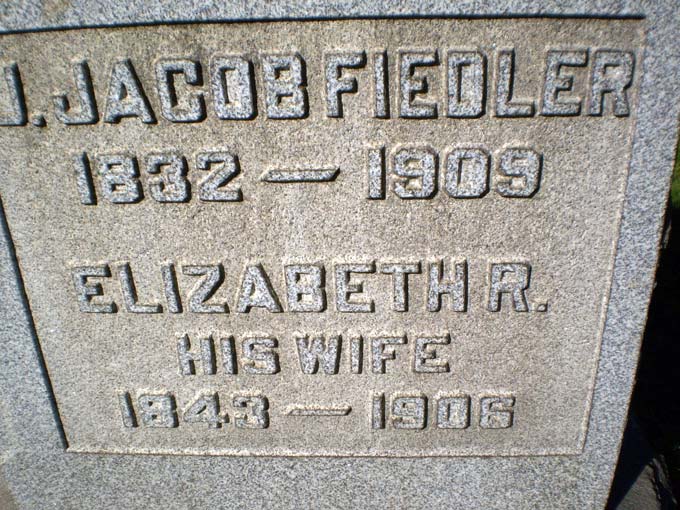 J. JACOB FIEDLER
1832 — 1909
ELIZABETH R.
HIS WIFE
1843 — 1906